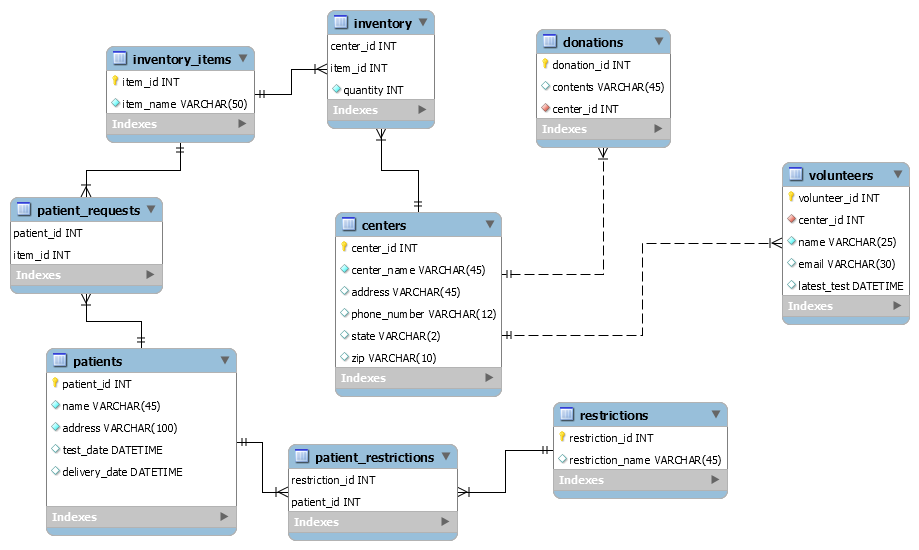 inventory
center_id INT
item_id INT
quantity INT
Indexes
donations
donation_id INT
contents VARCHAR(45)
center_id INT
Indexes
inventory_items
item_id INT
item_name VARCHAR(50)
Indexes
volunteers
volunteer_id INT
center_id INT
name VARCHAR(25)
email VARCHAR(30)
latest_test DATETIME
Indexes
patient_requests
patient_id INT
item_id INT
Indexes
centers
center_id INT
center_name VARCHAR(45)
address VARCHAR(45)
phone_number VARCHAR(12)
state VARCHAR(2)
zip VARCHAR(10)
Indexes
patients
patient_id INT
name VARCHAR(45)
address VARCHAR(100)
test_date DATETIME
delivery_date DATETIME
Indexes
patient_restrictions
restriction_id INT
patient_id INT
Indexes
restrictions
restriction_id INT
restriction_name VARCHAR(45)
Indexes